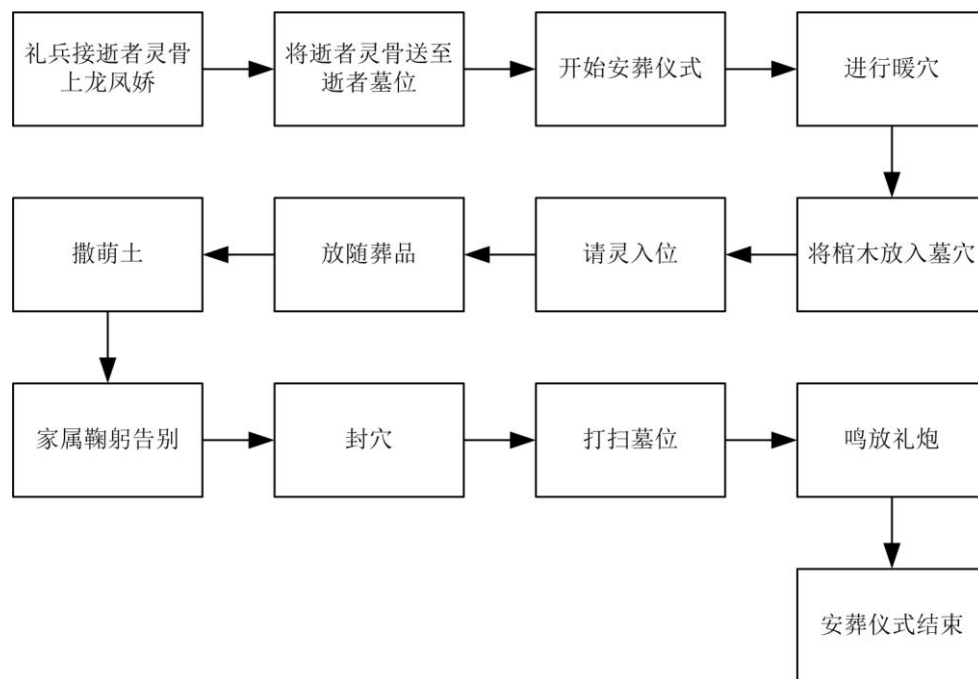 礼兵接逝者灵骨
上龙凤娇
将逝者灵骨送至
逝者墓位
开始安葬仪式
进行暖穴
将棺木放入墓穴
请灵入位
放随葬品
撒萌土
家属鞠躬告别
封穴
打扫墓位
鸣放礼炮
安葬仪式结束